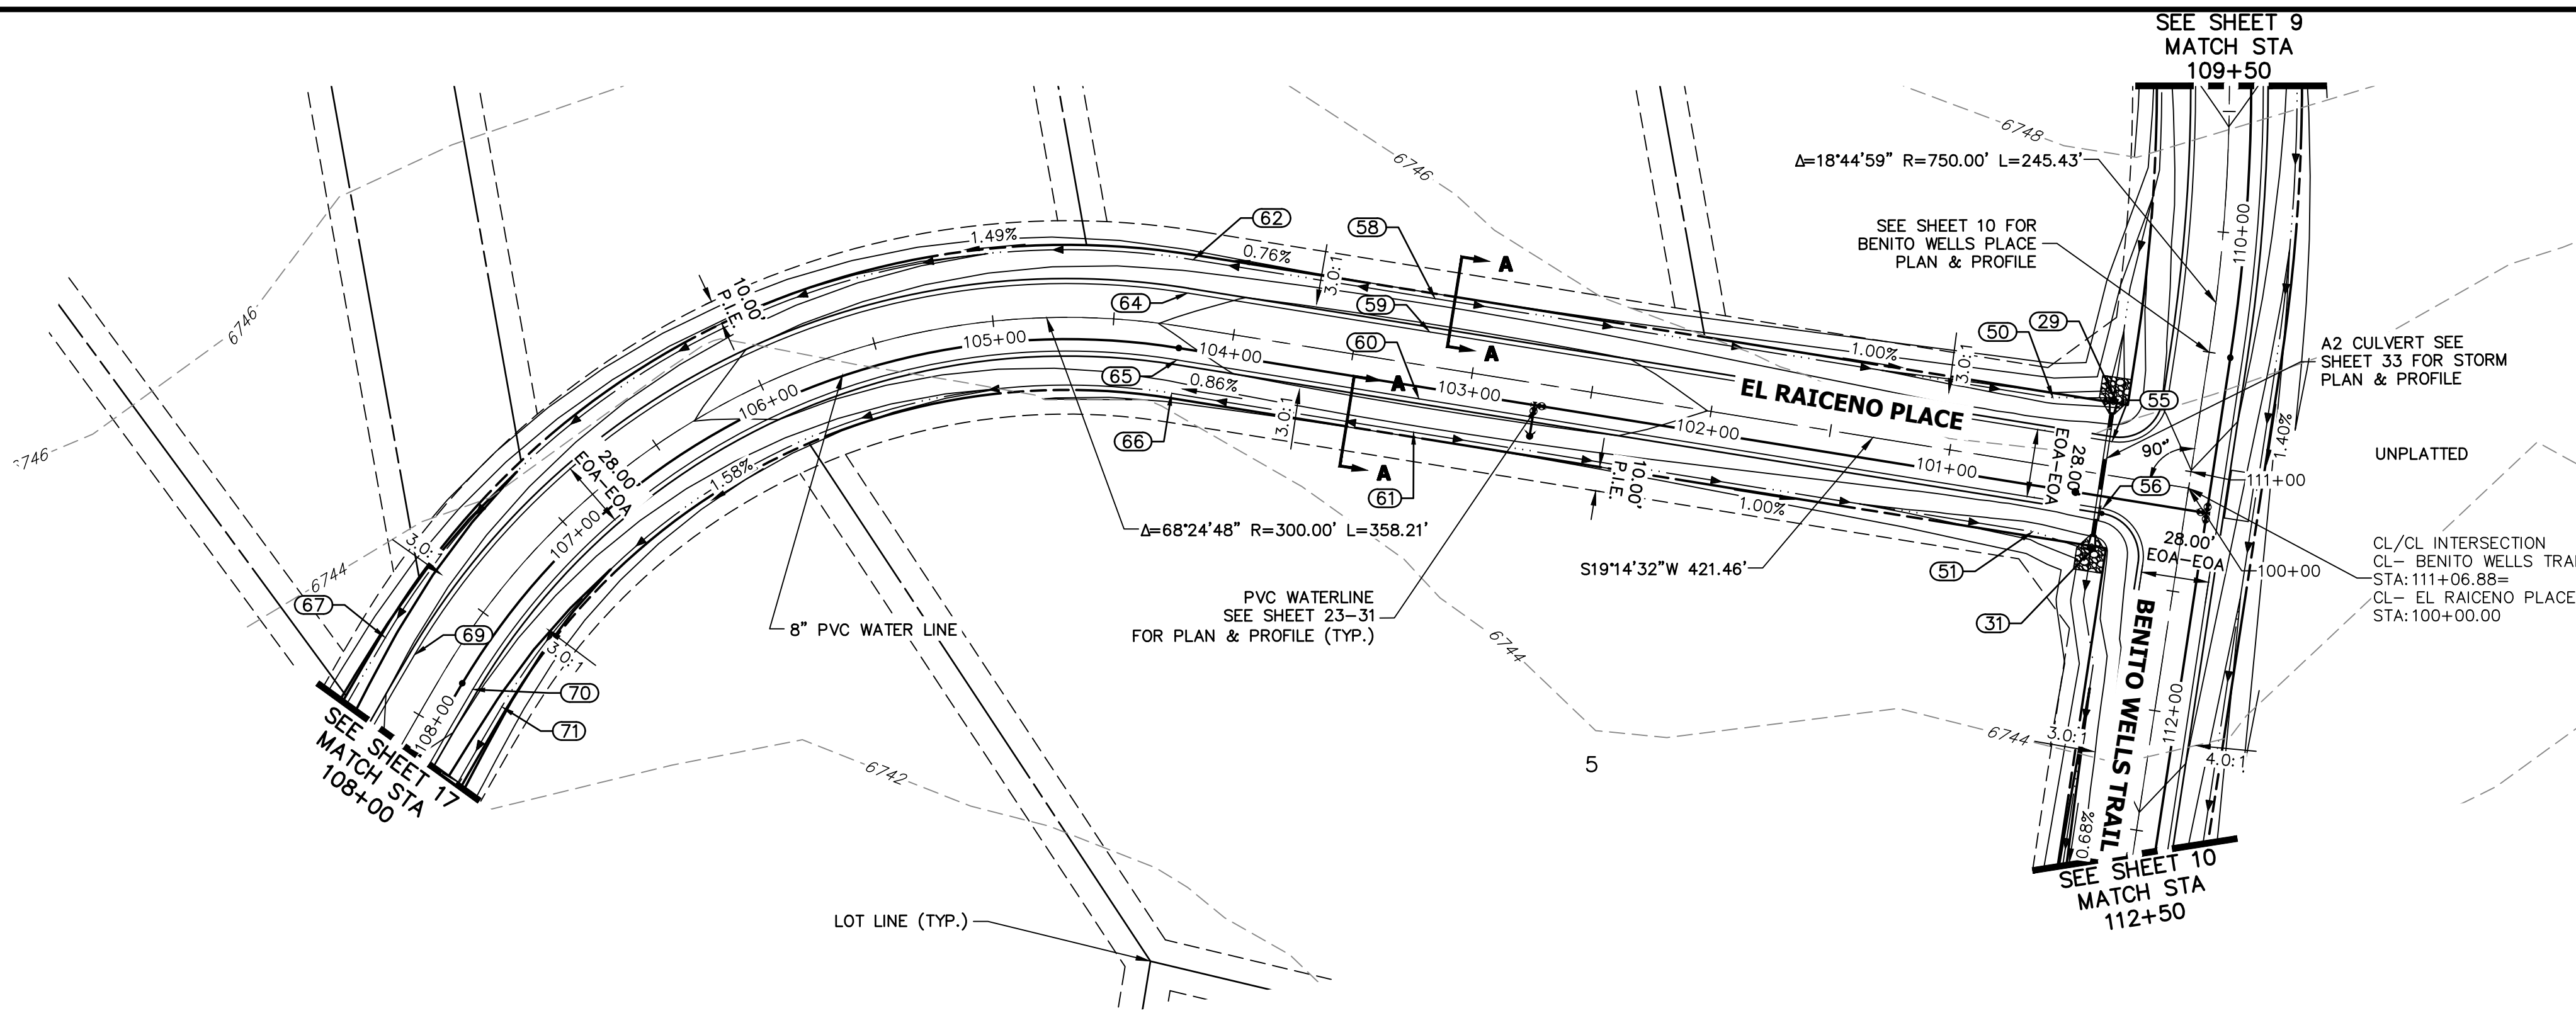 SEE SHEET 9
MATCH STA
109+50
6748
6746
Δ=18°44'59" R=750.00' L=245.43'
SEE SHEET 10 FOR
BENITO WELLS PLACE
PLAN & PROFILE
110+00
62
58
1.49%
0.76%
3.0:1
A
10.00'
P.I.E.
64
59
6746
50
29
105+00
104+00
60
1.00%
3.0:1
A
A2 CULVERT SEE
SHEET 33 FOR STORM
PLAN & PROFILE
65
0.86%
A
103+00
EL RAICENO PLACE
55
106+00
3.0:1
102+00
28.00'
EOA-EOA
90°
1.40%
66
UNPLATTED
6746
28.00'
EOA-EOA
1.58%
A
61
10.00'
P.I.E.
101+00
111+00
56
1.00%
107+00
Δ=68°24'48" R=300.00' L=358.21'
3.0:1
28.00'
EOA-EOA
CL/CL INTERSECTION
CL- BENITO WELLS TRA
STA:111+06.88=
CL- EL RAICENO PLACE
STA:100+00.00
100+00
6744
S19°14'32"W 421.46'
51
67
PVC WATERLINE
SEE SHEET 23-31
FOR PLAN & PROFILE (TYP.)
31
69
8" PVC WATER LINE
3.0:1
6744
BENITO WELLS TRAIL
70
112+00
108+00
71
6744
3.0:1
4.0:1
SEE SHEET 17
MATCH STA
108+00
6742
5
0.68%
SEE SHEET 10
MATCH STA
112+50
LOT LINE (TYP.)